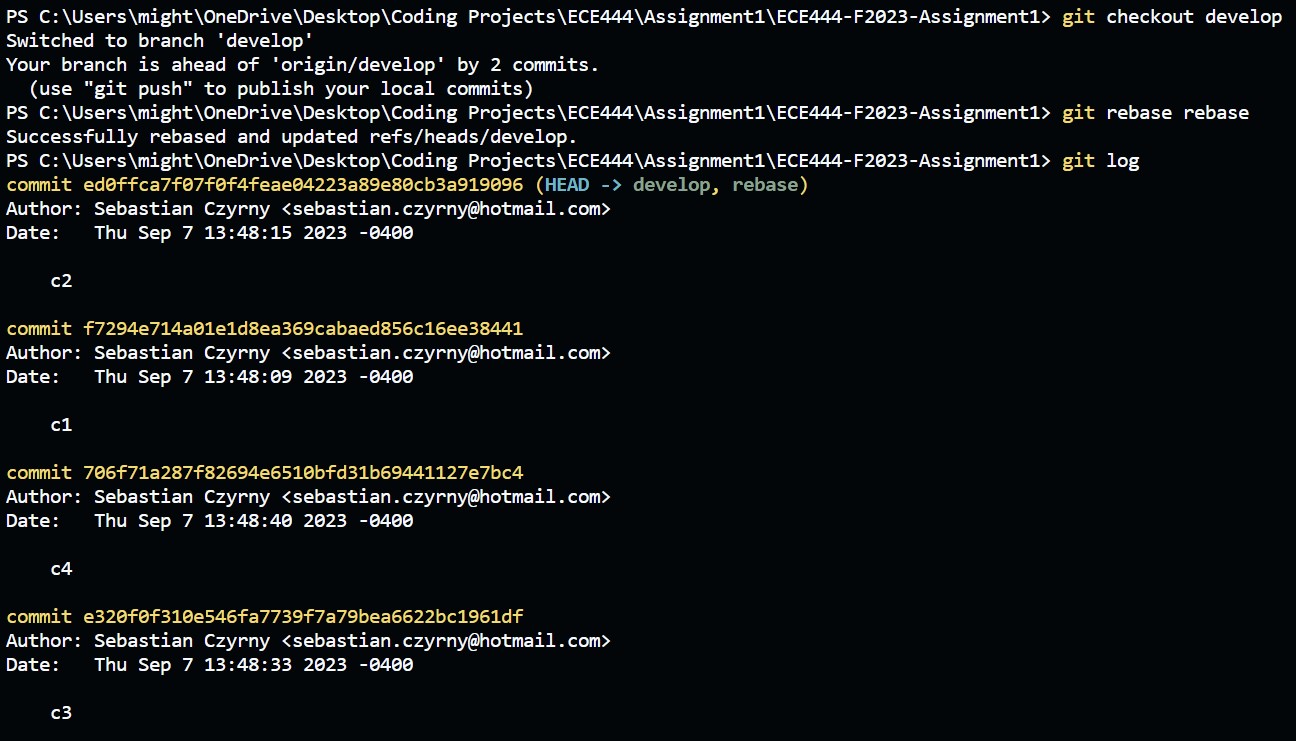 PS C:\Users\might\OneDrive\Desktop\Coding Projects\ECE444\Assignment1\ECE444-F2023-Assignment1> git checkout develop
Switched to branch 'develop'
Your branch is ahead of 'origin/develop' by 2 commits.
  (use "git push" to publish your local commits)
PS C:\Users\might\OneDrive\Desktop\Coding Projects\ECE444\Assignment1\ECE444-F2023-Assignment1> git rebase rebase
Successfully rebased and updated refs/heads/develop.
PS C:\Users\might\OneDrive\Desktop\Coding Projects\ECE444\Assignment1\ECE444-F2023-Assignment1> git log
commit ed0ffca7f07f0f4feae04223a89e80cb3a919096 (HEAD -> develop, rebase)
Author: Sebastian Czyrny <sebastian.czyrny@hotmail.com>
Date:   Thu Sep 7 13:48:15 2023 -0400
    c2
commit f7294e714a01e1d8ea369cabaed856c16ee38441
Author: Sebastian Czyrny <sebastian.czyrny@hotmail.com>
Date:   Thu Sep 7 13:48:09 2023 -0400
    c1
commit 706f71a287f82694e6510bfd31b69441127e7bc4
Author: Sebastian Czyrny <sebastian.czyrny@hotmail.com>
Date:   Thu Sep 7 13:48:40 2023 -0400
    c4
commit e320f0f310e546fa7739f7a79bea6622bc1961df
Author: Sebastian Czyrny <sebastian.czyrny@hotmail.com>
Date:   Thu Sep 7 13:48:33 2023 -0400
    c3